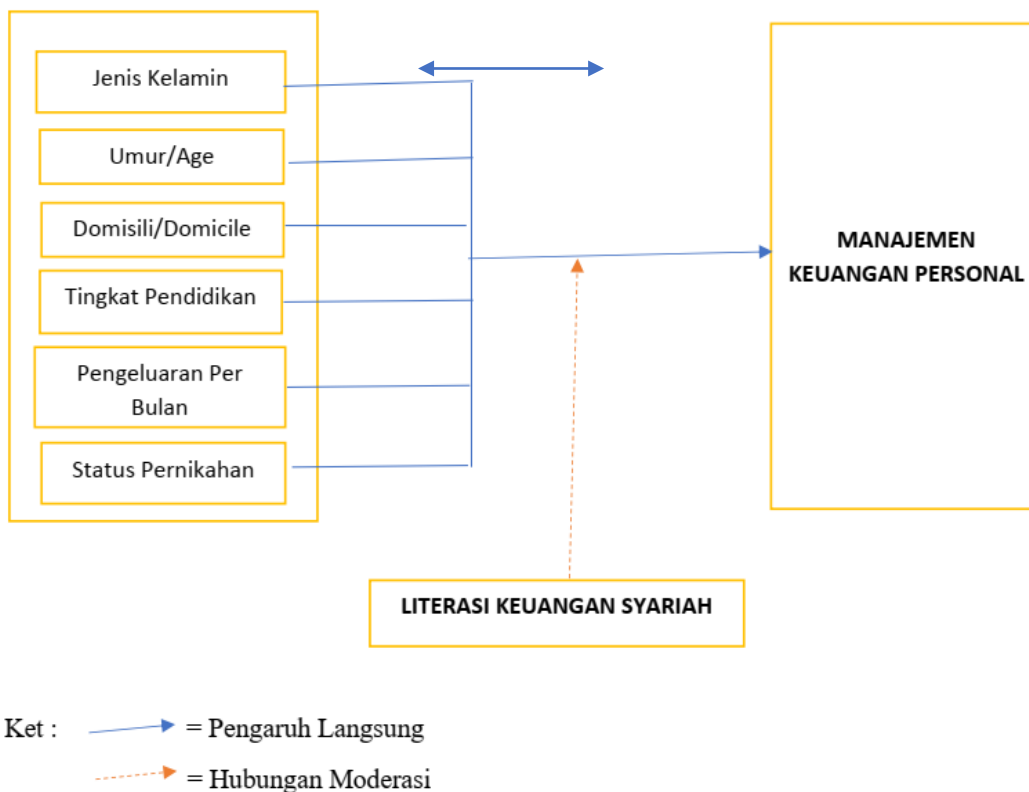 Jenis Kelamin
Umur/Age
Domisili/Domicile
Tingkat Pendidikan
Pengeluaran Per
Bulan
Status Pernikahan
MANAJEMEN
KEUANGAN PERSONAL
LITERASI KEUANGAN SYARIAH
Ket :
= Pengaruh Langsung
= Hubungan Moderasi